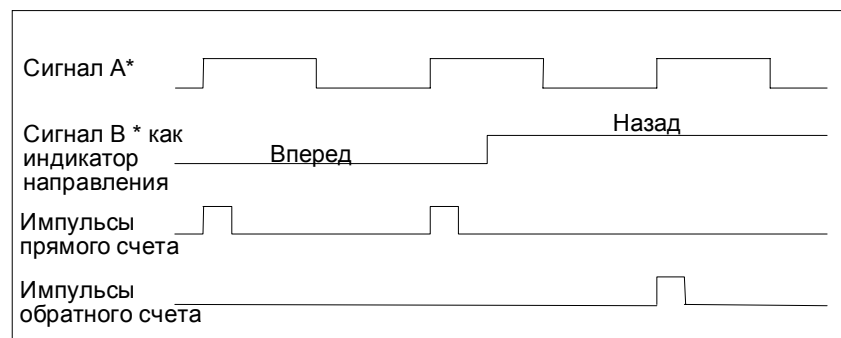 Сигнал A*
Сигнал B * как
индикатор
направления
Вперед
Назад
Импульсы
прямого счета
Импульсы
обратного счета